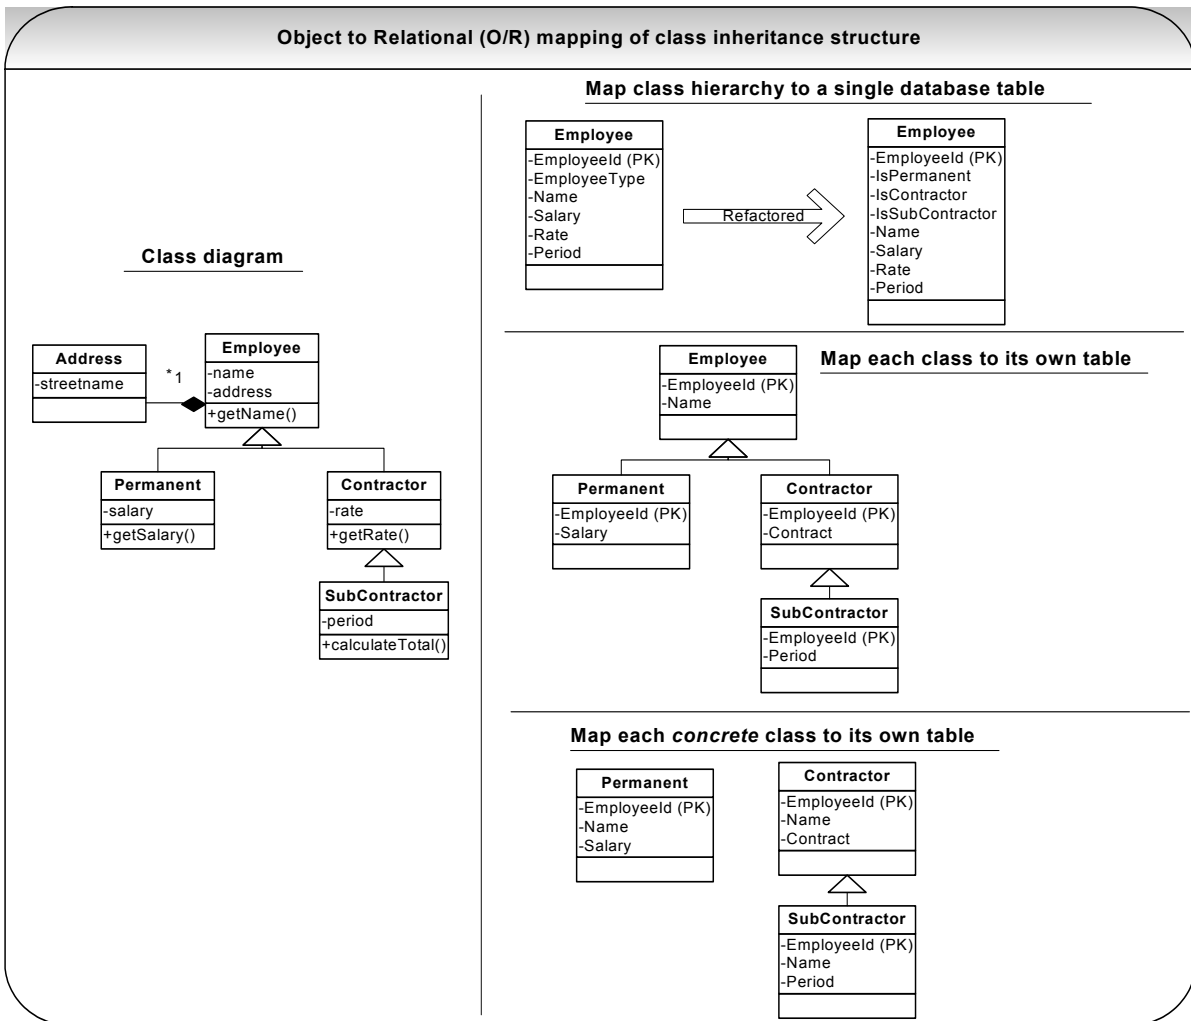 Object to Relational (O/R) mapping of class inheritance structure
Class diagram
Address
-streetname
* 1
Employee
-name
-address
+getName()
Permanent
-salary
+getSalary()
Contractor
-rate
+getRate()
SubContractor
-period
+calculateTotal()
Map class hierarchy to a single database table
Employee
-EmployeeId (PK)
-EmployeeType
-Name
-Salary
-Rate
-Period
Refactored
Employee
-EmployeeId (PK)
-IsPermanent
-IsContractor
-IsSubContractor
-Name
-Salary
-Rate
-Period
Map each class to its own table
Employee
-EmployeeId (PK)
-Name
Permanent
-EmployeeId (PK)
-Salary
Contractor
-EmployeeId (PK)
-Contract
SubContractor
-EmployeeId (PK)
-Period
Map each concrete class to its own table
Permanent
-EmployeeId (PK)
-Name
-Salary
Contractor
-EmployeeId (PK)
-Name
-Contract
SubContractor
-EmployeeId (PK)
-Name
-Period